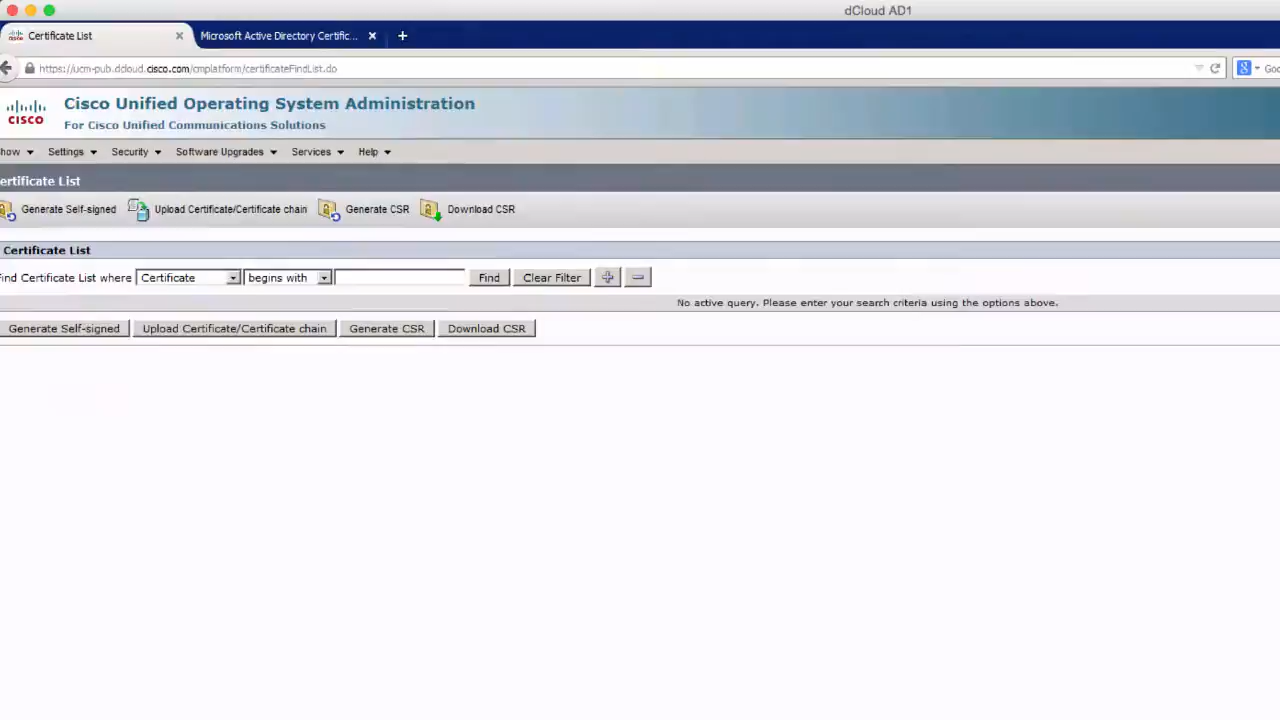 dCloud AD1
Certificate List
Microsoft Active Directory Certific...
https://ucm-pub.dcloud.cisco.com/cmplatform/certificateFindList.do
Goo
Cisco Unified Operating System Administration
CISCO
For Cisco Unified Communications Solutions
how Settings Security Software Upgrades Services Help
ertificate List
Generate Self-signed Upload Certificate/Certificate chain Generate CSR Download CSR
Certificate List
ind Certificate List where Certificate begins with Find Clear Filter
No active query. Please enter your search criteria using the options above.
Generate Self-signed Upload Certificate/Certificate chain Generate CSR Download CSR